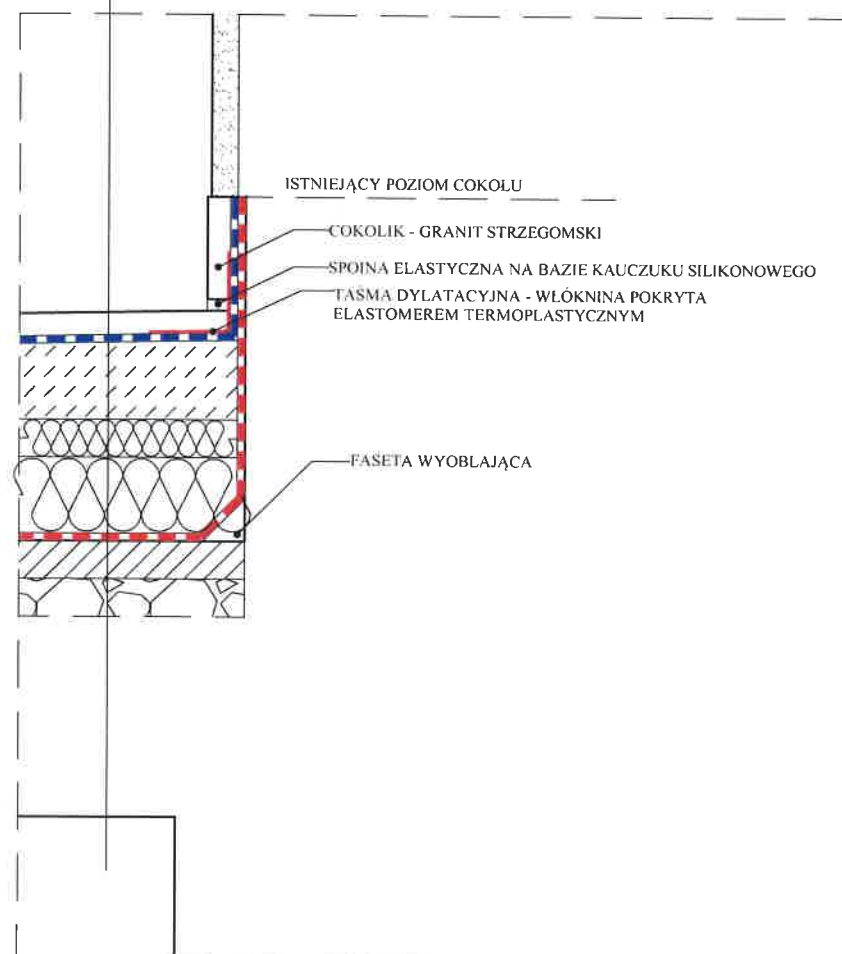 ISTNIEJĄCY POZIOM COKOŁU
COKOLIK - GRANIT STRZEGOMSKI
SPOINA ELASTYCZNA NA BAZIE KAUCZUKU SILIKONOWEGO
TAŚMA DYLATACYJNA - WŁÓKNINA POKRYTA
ELASTOMEREM TERMOPLASTYCZNYM
FASETA WYOBLAJĄCA